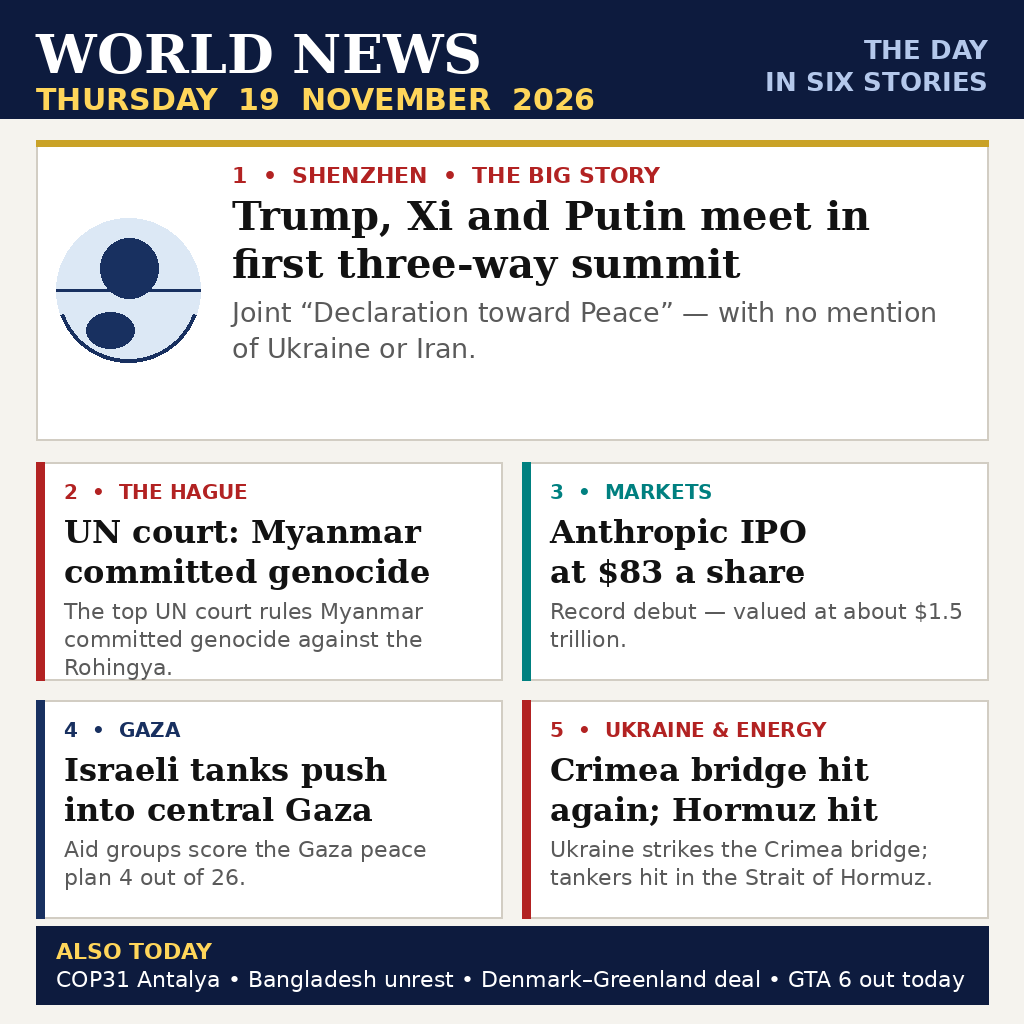 WORLD NEWS
THURSDAY 19 NOVEMBER 2026
THE DAY
IN SIX STORIES
1 • SHENZHEN • THE BIG STORY
Trump, Xi and Putin meet in
first three-way summit
Joint “Declaration toward Peace” — with no mention
of Ukraine or Iran.
2 • THE HAGUE
UN court: Myanmar
committed genocide
The top UN court rules Myanmar
committed genocide against the
Rohingya.
3 • MARKETS
Anthropic IPO
at $83 a share
Record debut — valued at about $1.5
trillion.
4 • GAZA
Israeli tanks push
into central Gaza
Aid groups score the Gaza peace
plan 4 out of 26.
5 • UKRAINE & ENERGY
Crimea bridge hit
again; Hormuz hit
Ukraine strikes the Crimea bridge;
tankers hit in the Strait of Hormuz.
ALSO TODAY
COP31 Antalya • Bangladesh unrest • Denmark–Greenland deal • GTA 6 out today